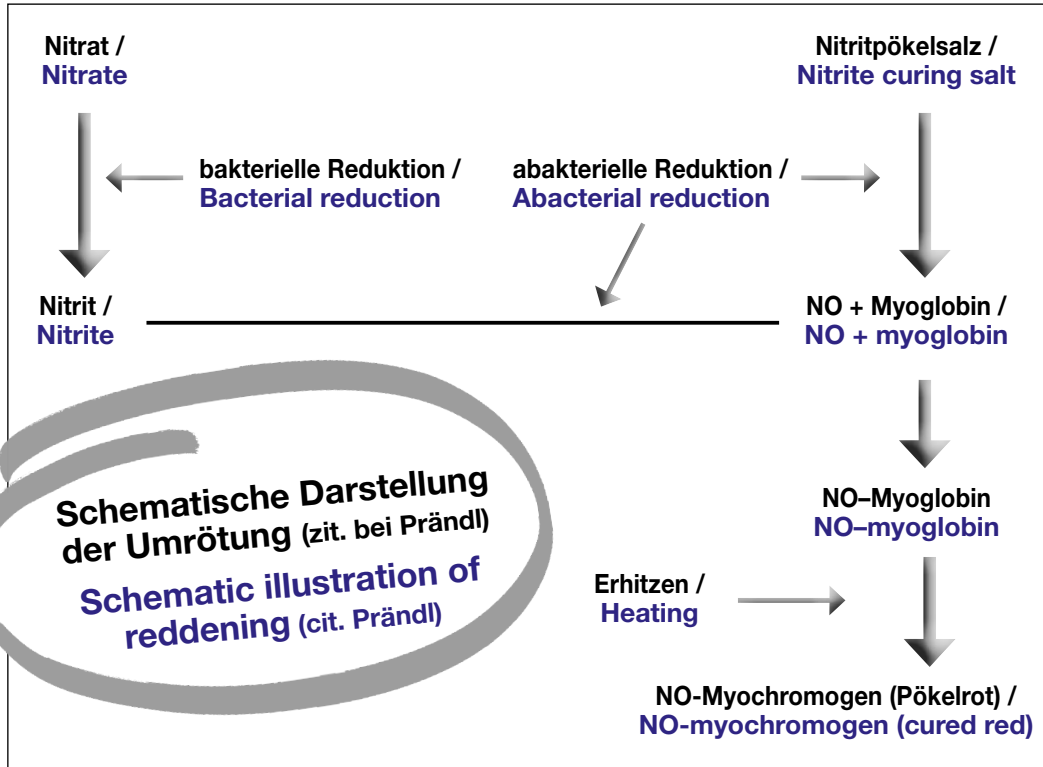 Nitrat /
Nitrate
Nitritpökelsalz /
Nitrite curing salt
bakterielle Reduktion /
Bacterial reduction
abakterielle Reduktion /
Abacterial reduction
Nitrit /
Nitrite
NO + Myoglobin /
NO + myoglobin
Schematische Darstellung
der Umrötung (zit. bei Prändl)
Schematic illustration of
reddening (cit. Prändl)
NO–Myoglobin
NO–myoglobin
Erhitzen /
Heating
NO-Myochromogen (Pökelrot) /
NO-myochromogen (cured red)